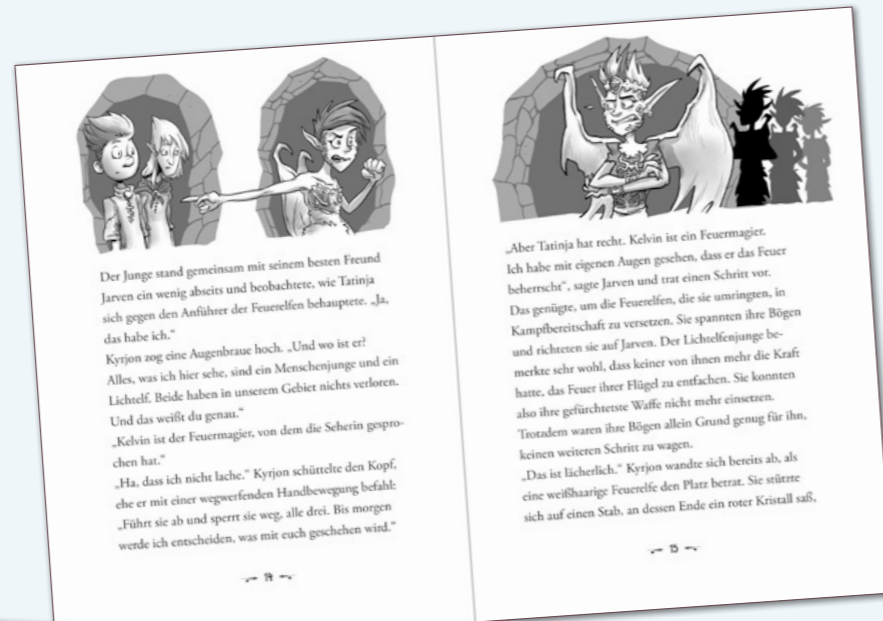 Der Junge stand gemeinsam mit seinem besten Freund
Jarven ein wenig abseits und beobachtete, wie Tatinja
sich gegen den Anführer der Feuerelfen behauptete. „Ja,
das habe ich.“
Kyrjon zog eine Augenbraue hoch. „Und wo ist er?
Alles, was ich hier sehe, sind ein Menschenjunge und ein
Lichtelf. Beide haben in unserem Gebiet nichts verloren.
Und das weißt du genau.“
„Kelvin ist der Feuermagier, von dem die Seherin gespro-
chen hat.“
„Ha, dass ich nicht lache.“ Kyrjon schüttelte den Kopf,
ehe er mit einer wegwerfenden Handbewegung befahl:
„Führt sie ab und sperrt sie weg, alle drei. Bis morgen
werde ich entscheiden, was mit euch geschehen wird.“
14
„Aber Tatinja hat recht. Kelvin ist ein Feuermagier.
Ich habe mit eigenen Augen gesehen, dass er das Feuer
beherrscht“, sagte Jarven und trat einen Schritt vor.
Das genügte, um die Feuerelfen, die sie umringten, in
Kampfbereitschaft zu versetzen. Sie spannten ihre Bögen
und richteten sie auf Jarven. Der Lichtelfenjunge be-
merkte sehr wohl, dass keiner von ihnen mehr die Kraft
hatte, das Feuer ihrer Flügel zu entfachen. Sie konnten
also ihre gefürchtetste Waffe nicht mehr einsetzen.
Trotzdem waren ihre Bögen allein Grund genug für ihn,
keinen weiteren Schritt zu wagen.
„Das ist lächerlich.“ Kyrjon wandte sich bereits ab, als
eine weißhaarige Feuerelfe den Platz betrat. Sie stützte
sich auf einen Stab, an dessen Ende ein roter Kristall saß,
15